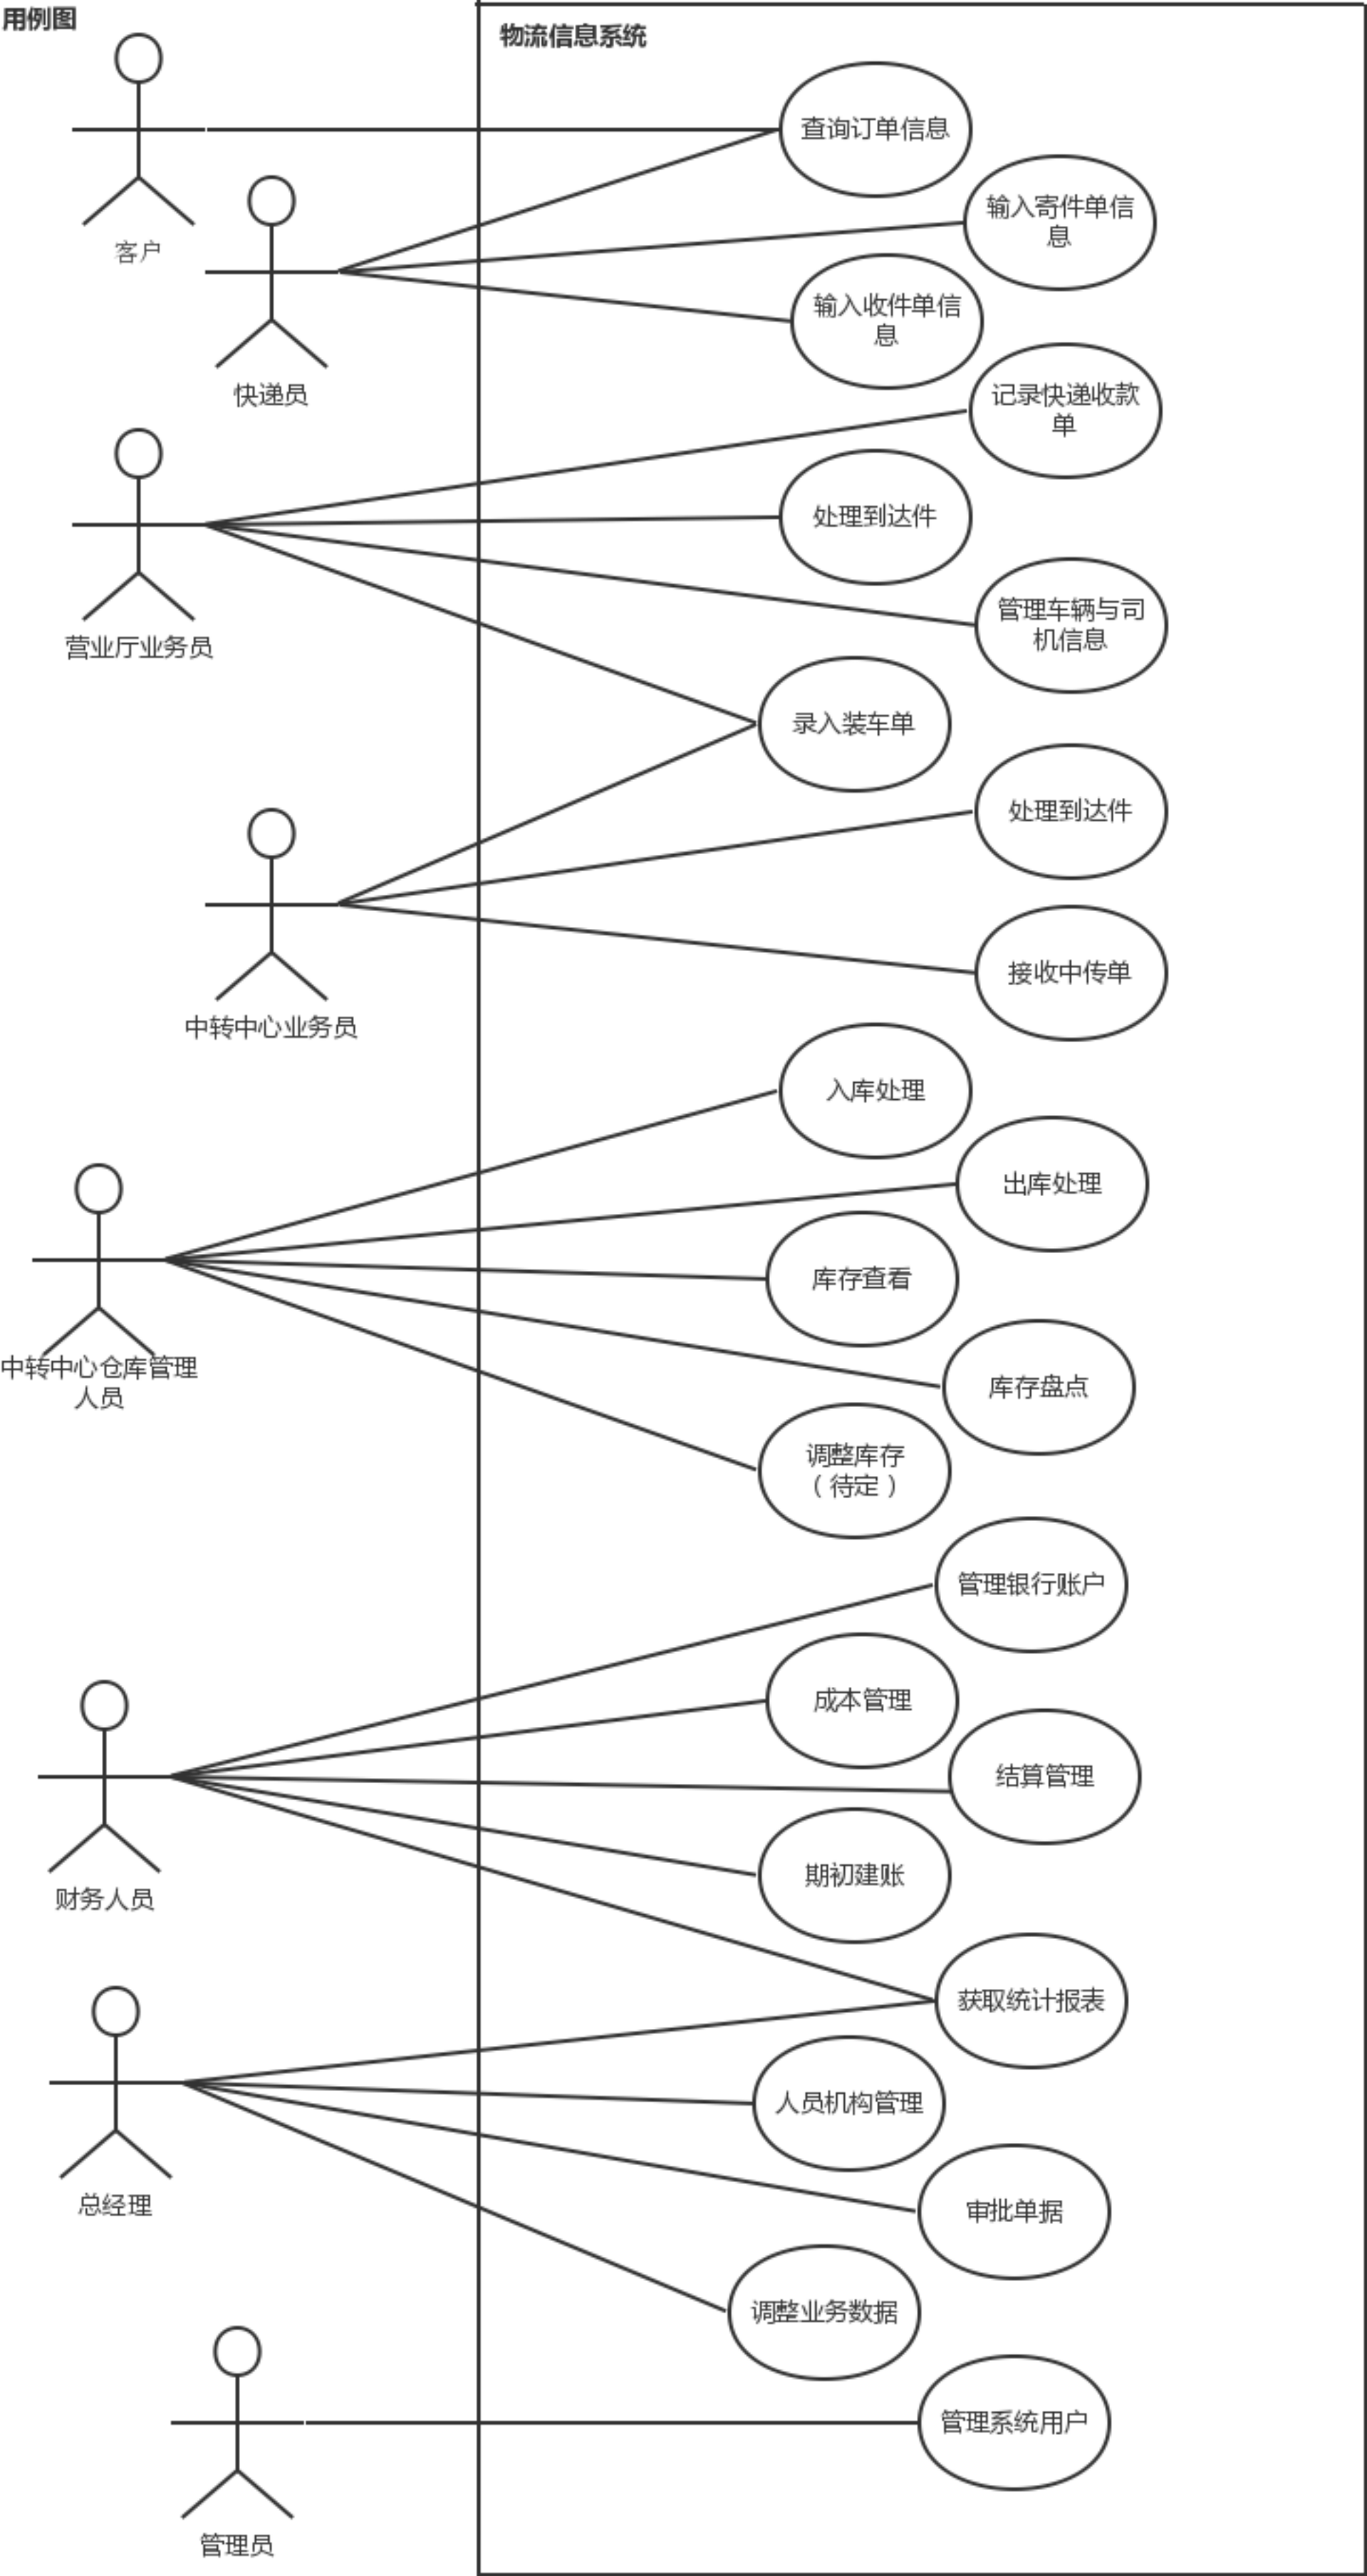 用例图
物流信息系统
查询订单信息
输入寄件单信
息
客户
输入收件单信
息
快递员
记录快递收款
单
处理到达件
管理车辆与司
机信息
营业厅业务员
录入装车单
处理到达件
接收中传单
中转中心业务员
入库处理
出库处理
库存查看
中转中心仓库管理
人员
库存盘点
调整库存
（待定）
管理银行账户
成本管理
结算管理
期初建账
财务人员
获取统计报表
人员机构管理
总经理
审批单据
调整业务数据
管理系统用户
管理员